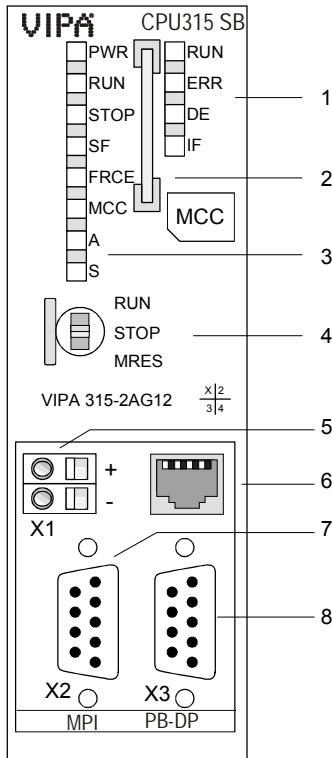 VIPA CPU315 SB
PWR RUN
RUN ERR
STOP DE
SF IF
FRCE
MCC MCC
A
S
1
2
3
RUN
STOP
MRES
4
VIPA 315-2AG12 X 2
3 4
5
+
-
X1
6
7
8
X2 X3
MPI PB-DP